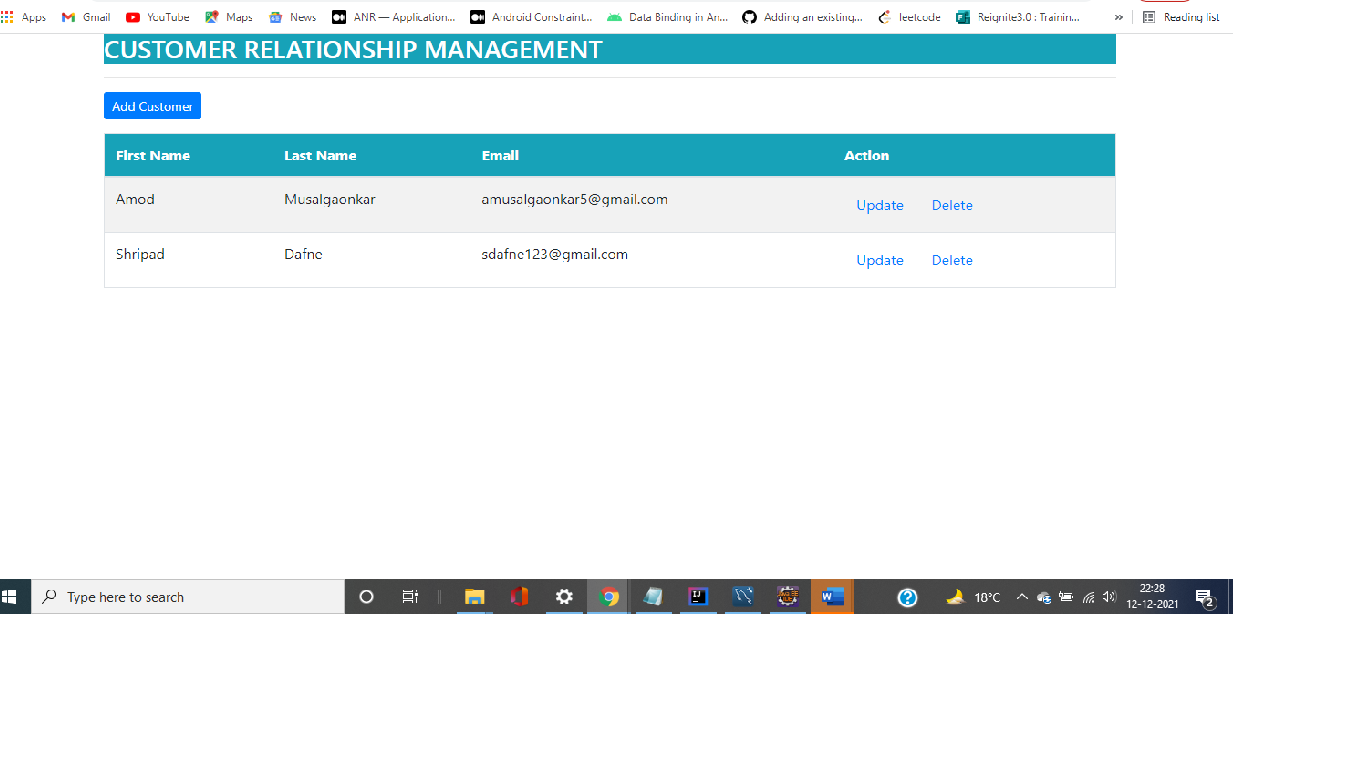 Apps Gmail YouTube Maps News ANR — Application... Android Constraint... Data Binding in An... Adding an existing... leetcode Reignite3.0 : Trainin... » Reading list
CUSTOMER RELATIONSHIP MANAGEMENT
Add Customer
First Name Last Name Email Action
Amod Musalgaonkar amusalgaonkar5@gmail.com Update Delete
Shripad Dafne sdafne123@gmail.com Update Delete
Type here to search 18°C 22:28
12-12-2021 2